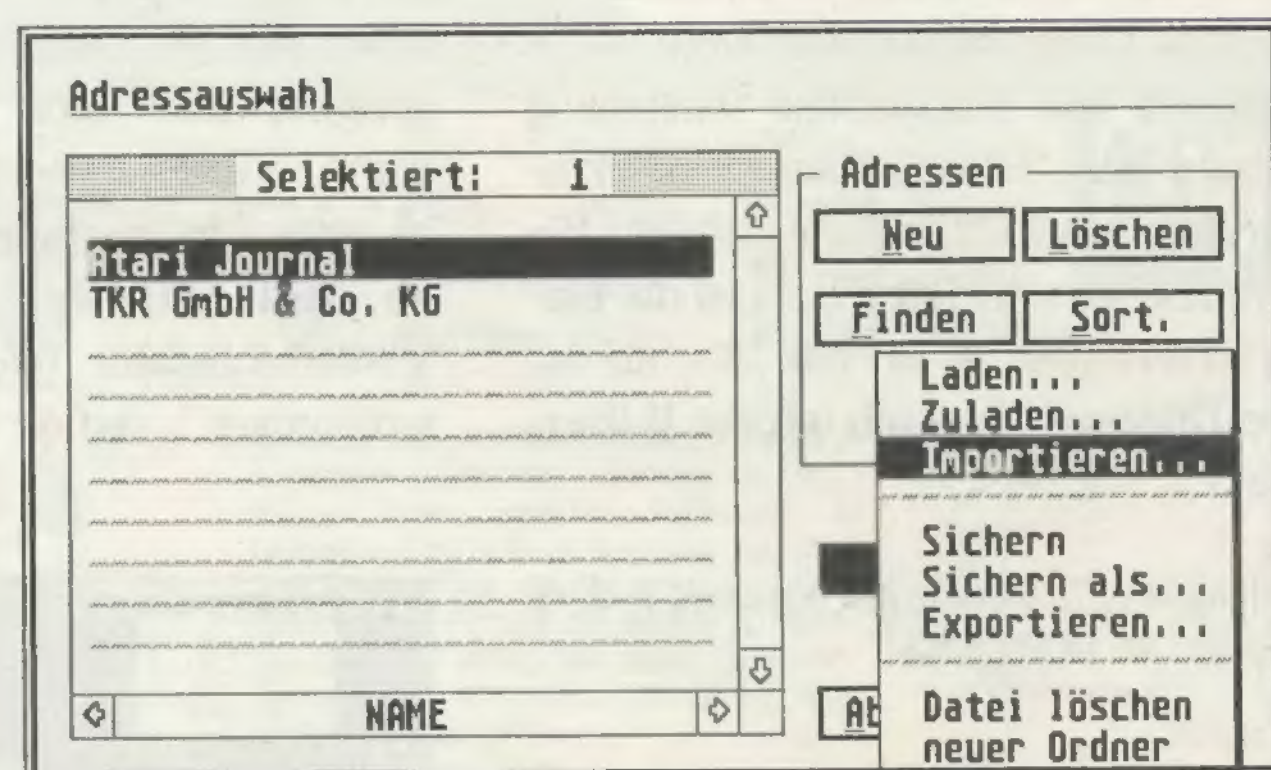 Adressauswahl
Selektiert: 1
Atari Journal
TKR GmbH & Co. KG
NAME
Adressen
Neu
Löschen
Finden
Sort.
Laden...
Zuladen...
Importieren...
Sichern
Sichern als...
Exportieren...
Datei löschen
neuer Ordner